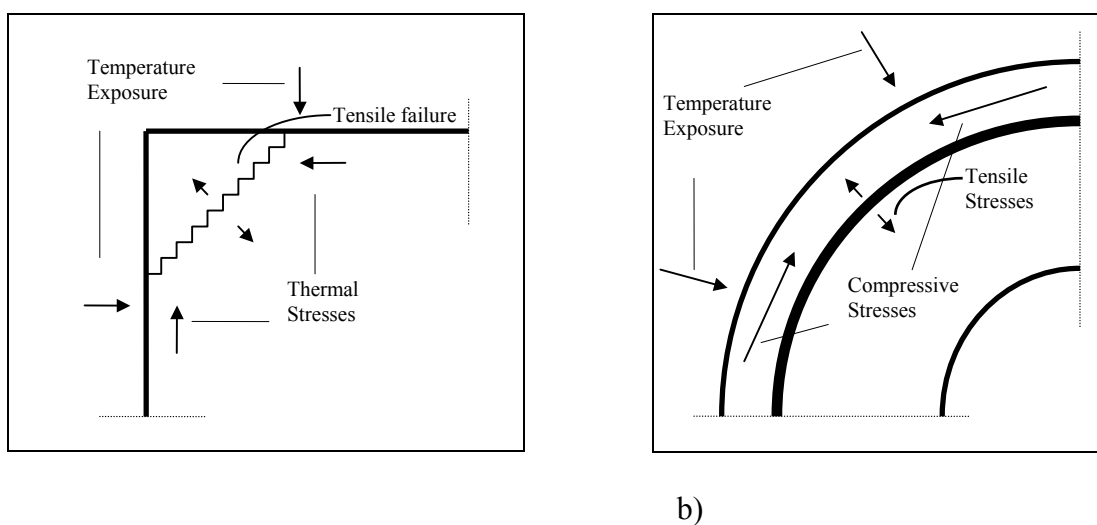 Temperature
Exposure
Tensile failure
Thermal
Stresses
Temperature
Exposure
Tensile
Stresses
Compressive
Stresses
b)